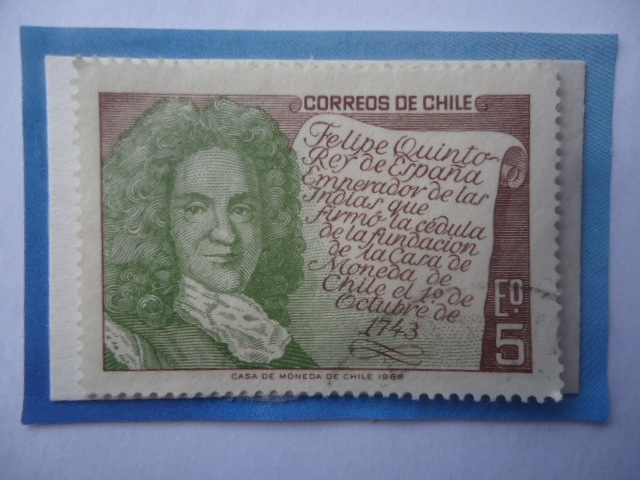 CORREOS DE CHILE
Felipe Quinto
Rey de España
Emperador de las
Indias que
firmó la cédula
de la fundación
de la Casa de
Moneda de
Chile el 1º de
Octubre de
1743
Eº
5
CASA DE MONEDA DE CHILE 1968